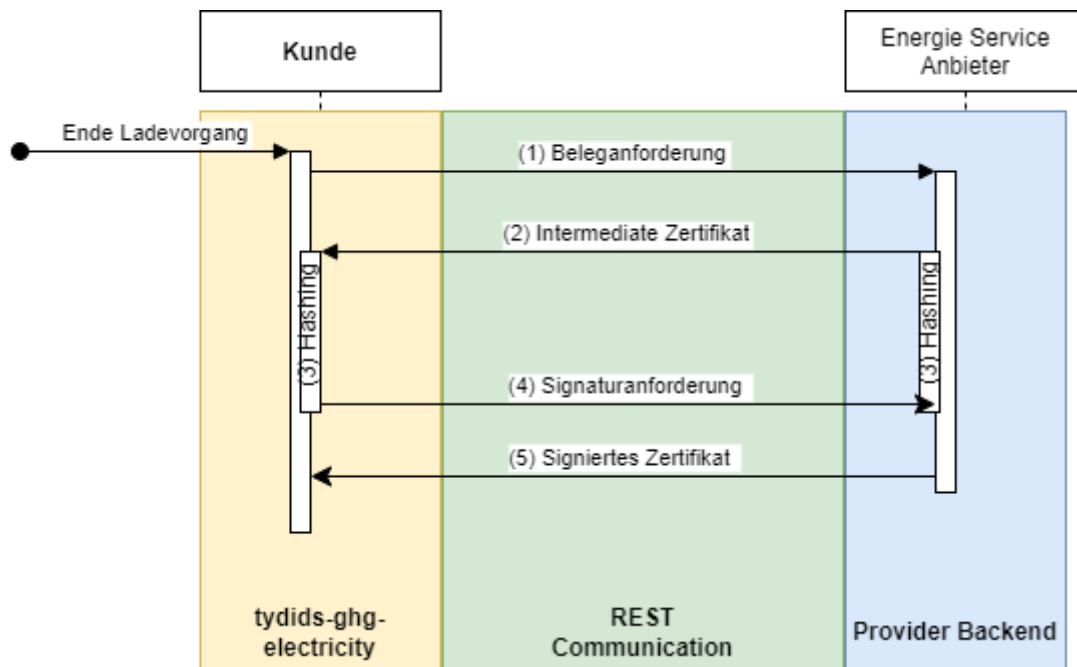 Kunde
Energie Service
Anbieter
Ende Ladevorgang
(1) Beleganforderung
(2) Intermediate Zertifikat
(3) Hashing
(3) Hashing
(4) Signaturanforderung
(5) Signiertes Zertifikat
tydids-ghg-
electricity
REST
Communication
Provider Backend